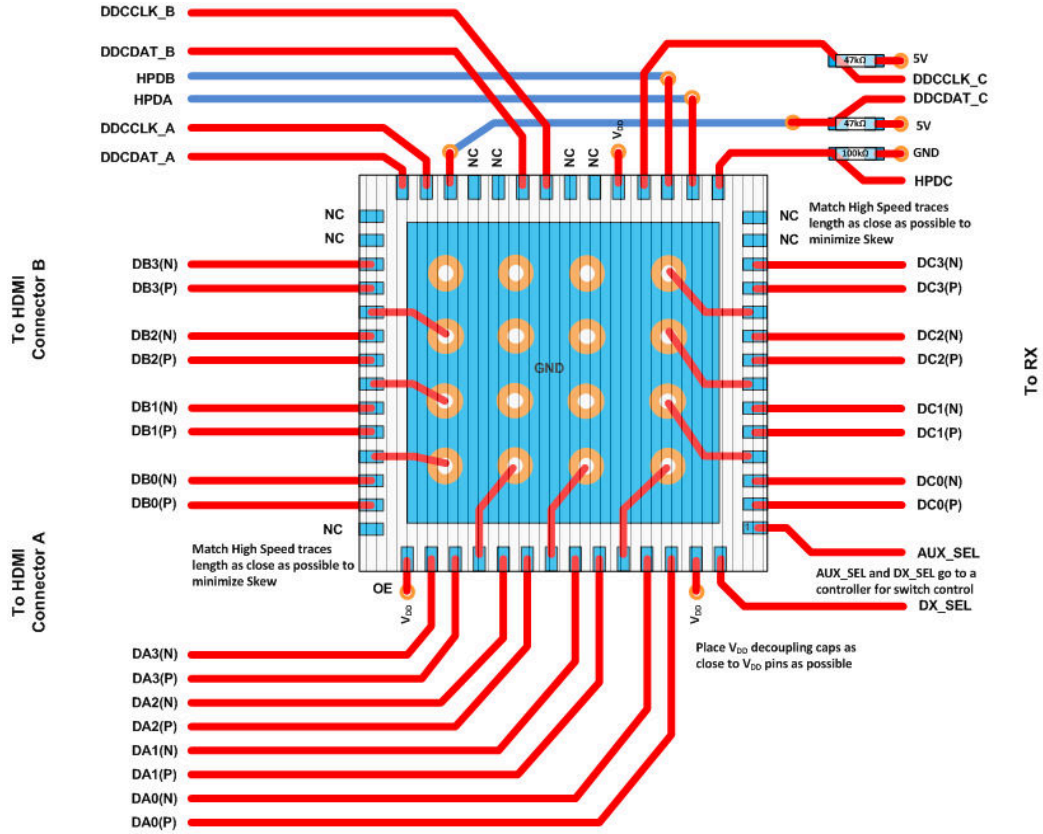 DDCCLK_B
DDCDAT_B
HPDB
HPDA
DDCCLK_A
DDCDAT_A
47kΩ
5V
DDCCLK_C
DDCDAT_C
47kΩ
5V
100kΩ
GND
HPDC
NC
NC
NC
NC
VDD
NC
NC
NC
NC
Match High Speed traces
length as close as possible to
minimize Skew
To HDMI
Connector B
DB3(N)
DB3(P)
DB2(N)
DB2(P)
DB1(N)
DB1(P)
DB0(N)
DB0(P)
NC
GND
DC3(N)
DC3(P)
DC2(N)
DC2(P)
DC1(N)
DC1(P)
DC0(N)
DC0(P)
1
To RX
AUX_SEL
AUX_SEL and DX_SEL go to a
controller for switch control
DX_SEL
To HDMI
Connector A
Match High Speed traces
length as close as possible to
minimize Skew
OE
VDD
VDD
Place VDD decoupling caps as
close to VDD pins as possible
DA3(N)
DA3(P)
DA2(N)
DA2(P)
DA1(N)
DA1(P)
DA0(N)
DA0(P)